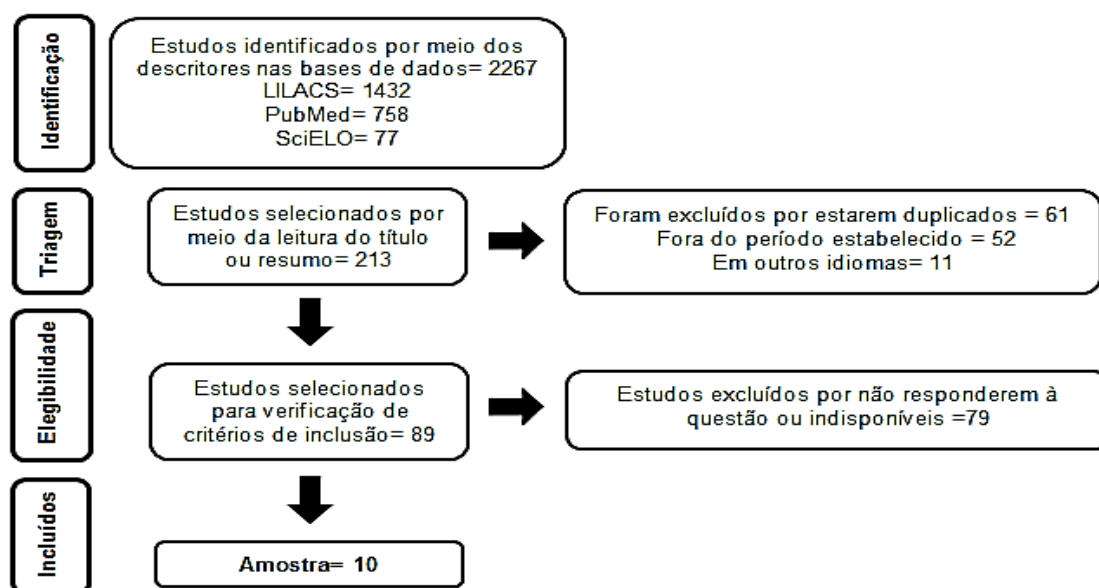 Identificação
Estudos identificados por meio dos
descritores nas bases de dados= 2267
LILACS= 1432
PubMed= 758
SciELO= 77
Triagem
Estudos selecionados por
meio da leitura do título
ou resumo= 213
Foram excluídos por estarem duplicados = 61
Fora do período estabelecido = 52
Em outros idiomas= 11
Elegibilidade
Estudos selecionados
para verificação de
critérios de inclusão= 89
Estudos excluídos por não responderem à
questão ou indisponíveis =79
Incluídos
Amostra= 10